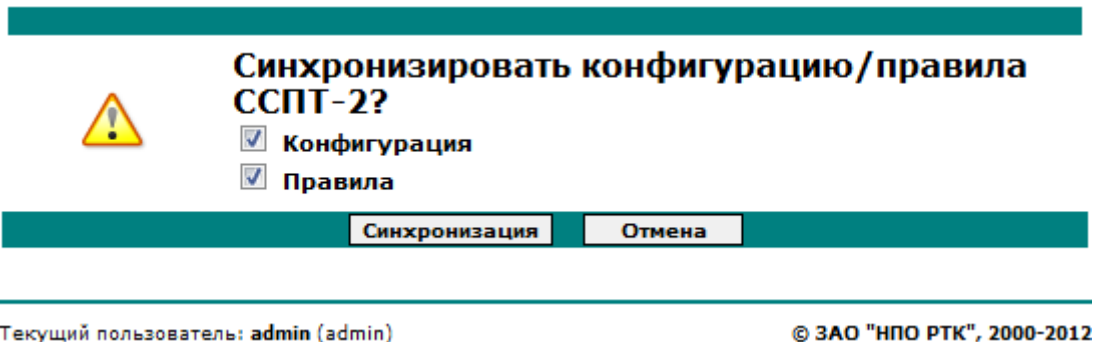 Синхронизировать конфигурацию/правила
ССПТ-2?
Конфигурация
Правила
Синхронизация Отмена
Текущий пользователь: admin (admin) © ЗАО "НПО РТК", 2000-2012